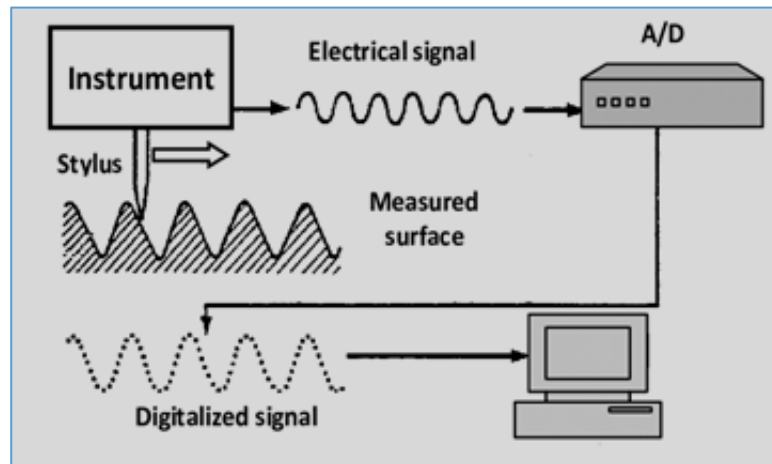 A/D
Electrical signal
Instrument
Stylus
Measured
surface
Digitalized signal